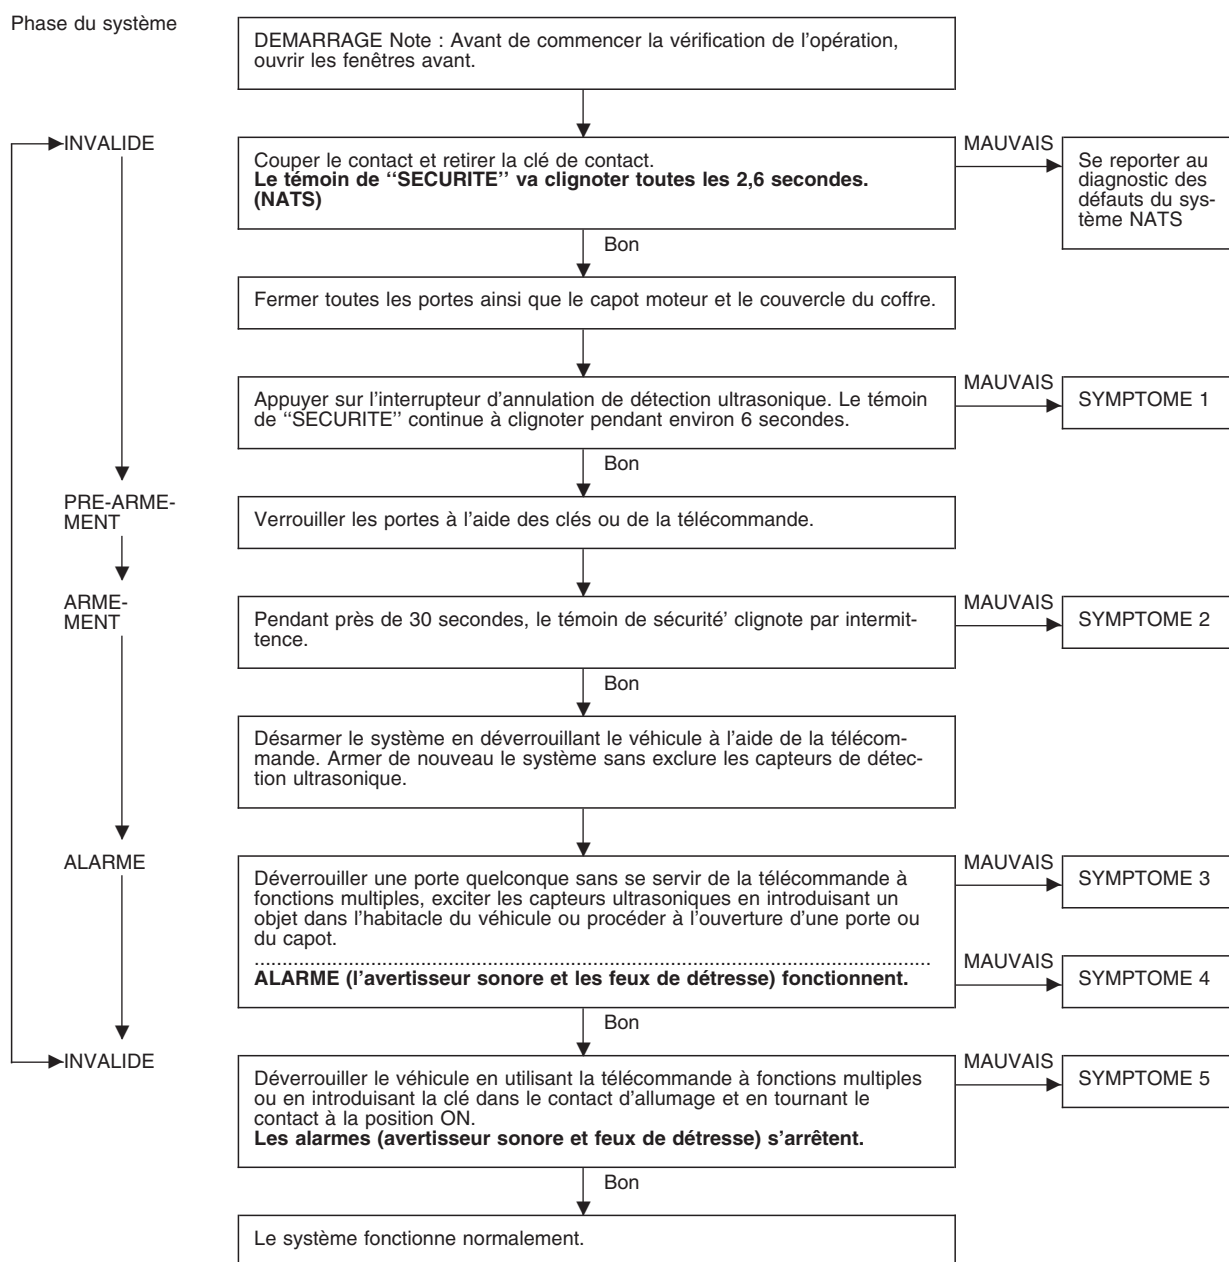 Phase du système
DEMARRAGE Note : Avant de commencer la vérification de l'opération,
ouvrir les fenêtres avant.
INVALIDE
Couper le contact et retirer la clé de contact.
Le témoin de ‘‘SECURITE’’ va clignoter toutes les 2,6 secondes.
(NATS)
MAUVAIS
Se reporter au
diagnostic des
défauts du sys-
tème NATS
Bon
Fermer toutes les portes ainsi que le capot moteur et le couvercle du coffre.
Appuyer sur l'interrupteur d'annulation de détection ultrasonique. Le témoin
de ‘‘SECURITE’’ continue à clignoter pendant environ 6 secondes.
MAUVAIS
SYMPTOME 1
Bon
PRE-ARME-
MENT
Verrouiller les portes à l'aide des clés ou de la télécommande.
ARME-
MENT
Pendant près de 30 secondes, le témoin de sécurité’ clignote par intermit-
tence.
MAUVAIS
SYMPTOME 2
Bon
Désarmer le système en déverrouillant le véhicule à l'aide de la télécom-
mande. Armer de nouveau le système sans exclure les capteurs de détec
tion ultrasonique.
ALARME
Déverrouiller une porte quelconque sans se servir de la télécommande à
fonctions multiples, exciter les capteurs ultrasoniques en introduisant un
objet dans l'habitacle du véhicule ou procéder à l'ouverture d'une porte ou
du capot.
..........................................................................................................................
ALARME (l'avertisseur sonore et les feux de détresse) fonctionnent.
MAUVAIS
SYMPTOME 3
MAUVAIS
SYMPTOME 4
Bon
INVALIDE
Déverrouiller le véhicule en utilisant la télécommande à fonctions multiples
ou en introduisant la clé dans le contact d'allumage et en tournant le
contact à la position ON.
Les alarmes (avertisseur sonore et feux de détresse) s'arrêtent.
MAUVAIS
SYMPTOME 5
Bon
Le système fonctionne normalement.